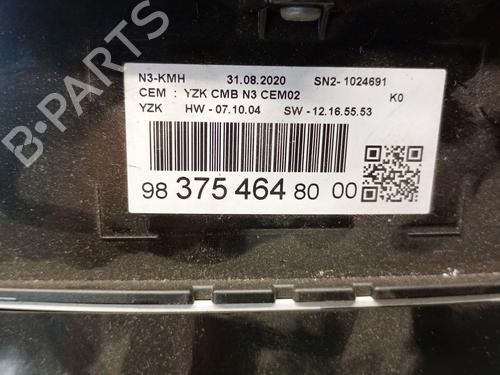 N3-KMH 31.08.2020 SN2- 1024691
CEM : YZK CMB N3 CEM02 K0
YZK HW - 07.10.04 SW - 12.16.55.53
98 375 464 80 00
B-PARTS